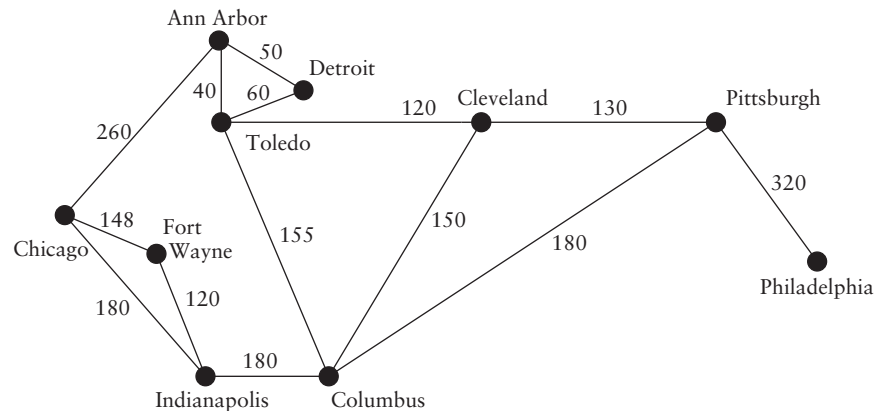 Ann Arbor
50
Detroit
40
60
120
Cleveland
130
Pittsburgh
Toledo
260
320
148
Fort
Wayne
Chicago
155
150
180
Philadelphia
180
120
180
Indianapolis
Columbus